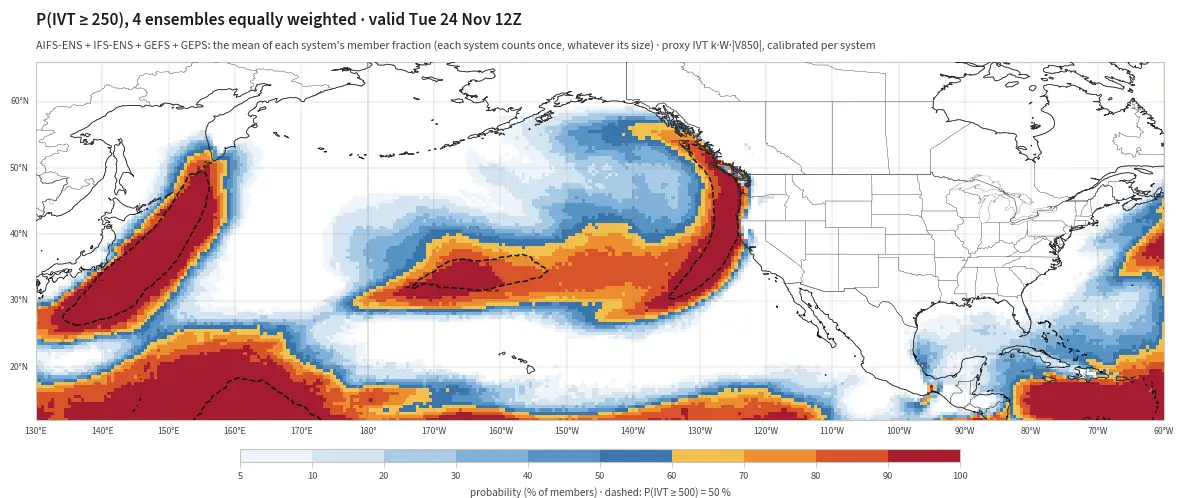 P(IVT ≥ 250), 4 ensembles equally weighted · valid Tue 24 Nov 12Z
AIFS-ENS + IFS-ENS + GEFS + GEPS: the mean of each system's member fraction (each system counts once, whatever its size) · proxy IVT k·W·|V850|, calibrated per system
60°N
50°N
40°N
30°N
20°N
130°E 140°E 150°E 160°E 170°E 180° 170°W 160°W 150°W 140°W 130°W 120°W 110°W 100°W 90°W 80°W 70°W 60°W
5 10 20 30 40 50 60 70 80 90 100
probability (% of members) · dashed: P(IVT ≥ 500) = 50 %